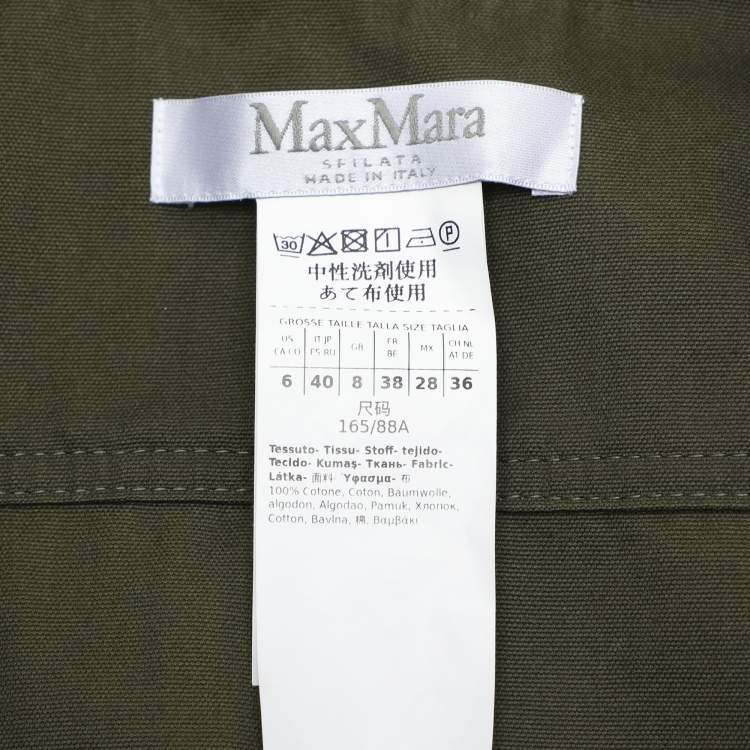 MaxMara
SFILATA
MADE IN ITALY
30 P
中性洗剤使用
あて布使用
GROSSE TAILLE TALLA SIZE TAGLIA
US IT JP GB FR MX CH NL
CA CO ES RU BE AT DE
6 40 8 38 28 36
尺码
165/88A
Tessuto- Tissu- Stoff- tejido-
Tecido- Kumaş- Ткань- Fabric-
Látka- 面料 Ύφασμα- 布
100% Cotone, Coton, Baumwolle,
algodon, Algodao, Pamuk, Хлопок,
Cotton, Bavlna, 棉, Βαμβάκι